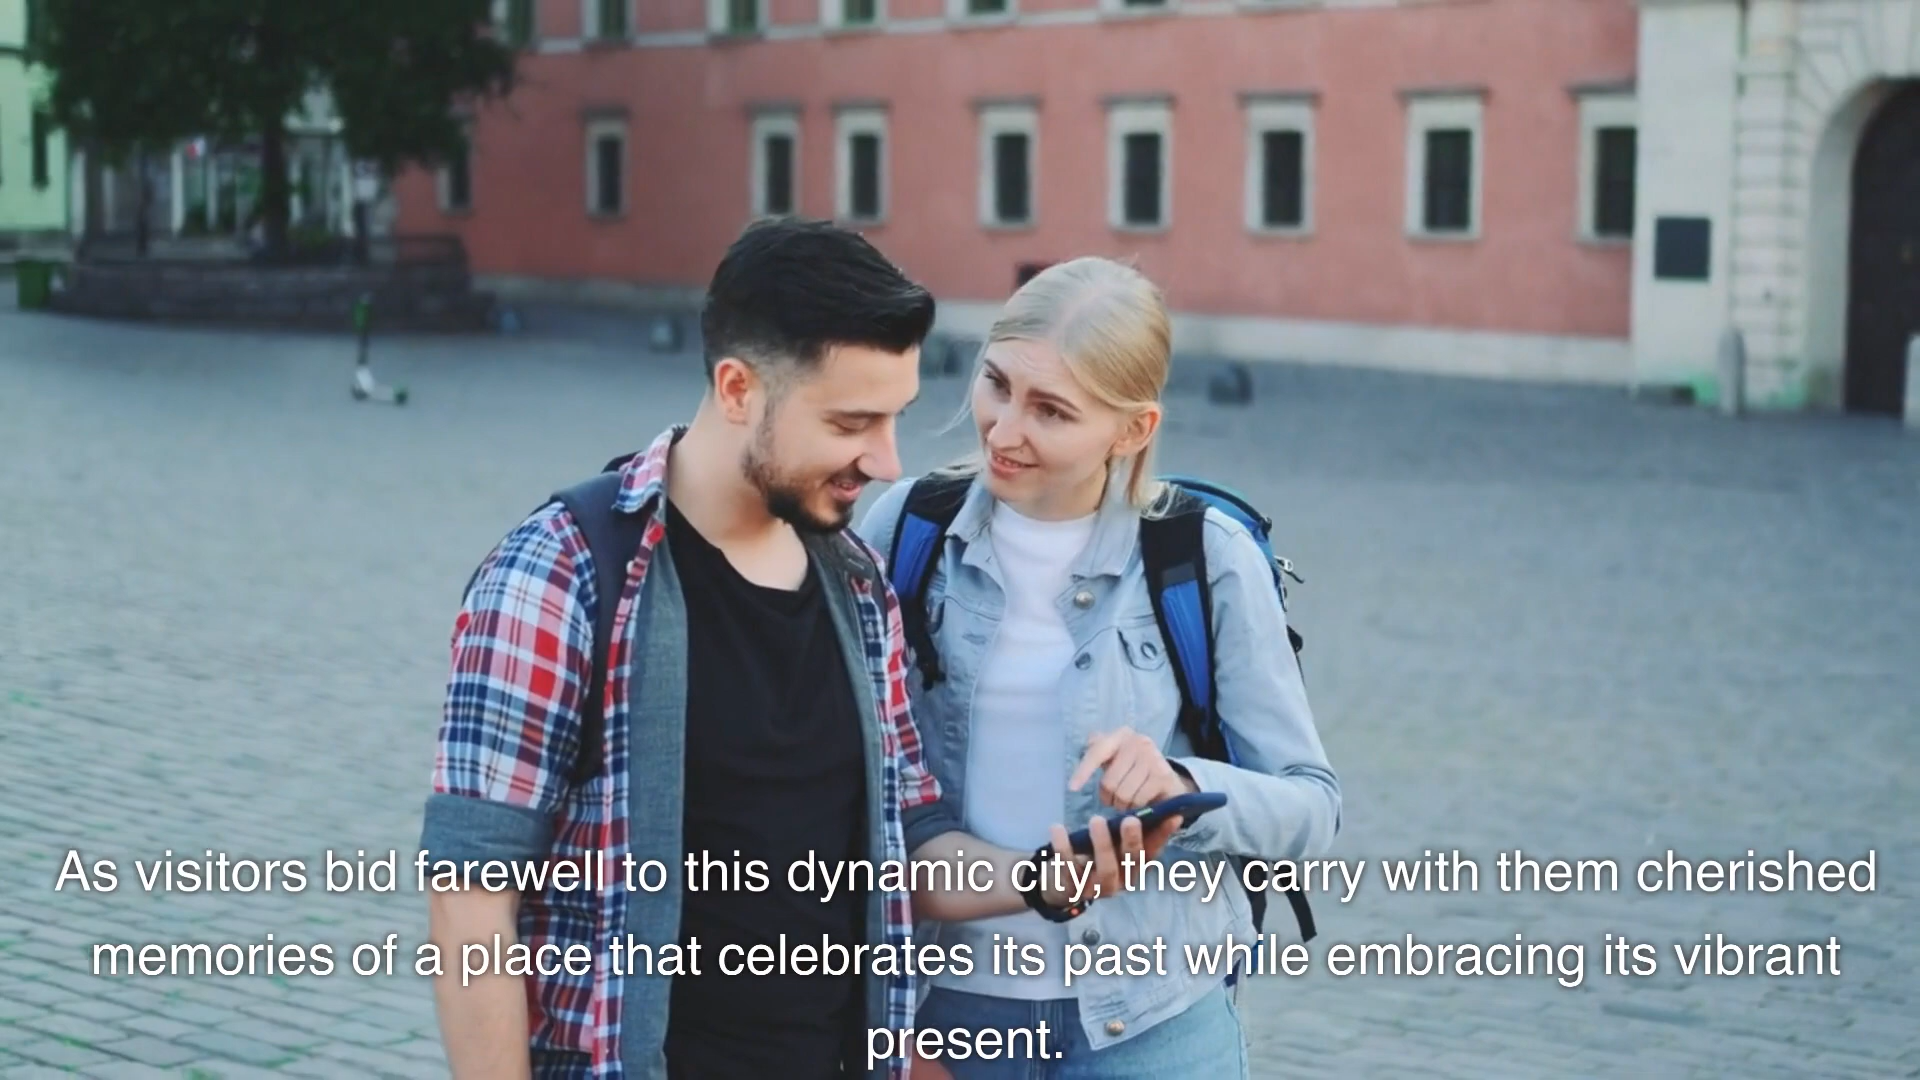 As visitors bid farewell to this dynamic city, they carry with them cherished
memories of a place that celebrates its past while embracing its vibrant
present.